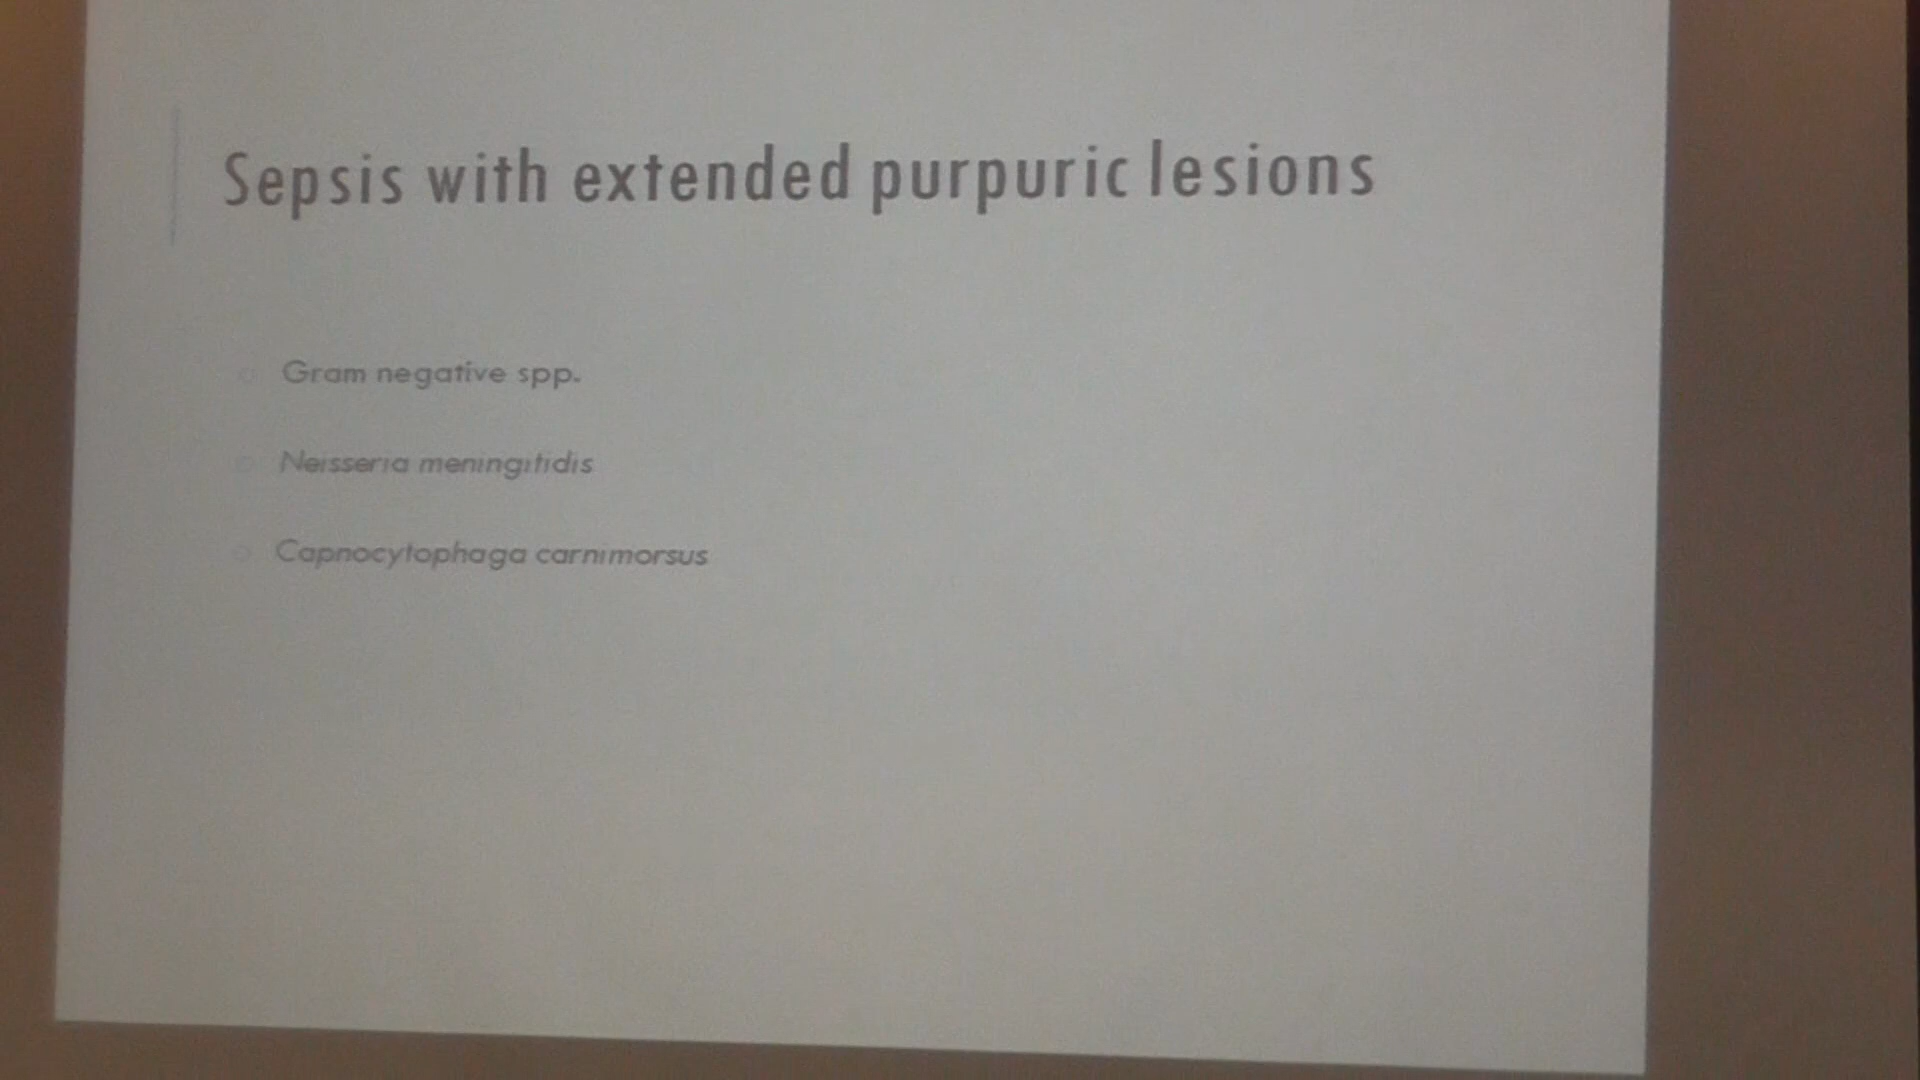 Sepsis with extended purpuric lesions
Gram negative spp.
Neisseria meningitidis
Capnocytophaga carnimorsus